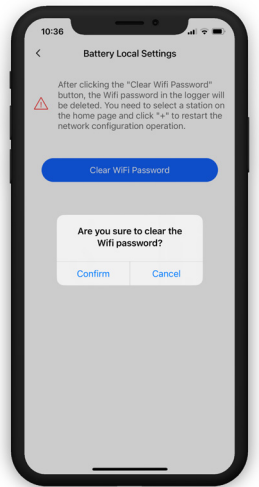 10:36
Battery Local Settings
After clicking the "Clear Wifi Password"
button, the Wifi password in the logger will
be deleted. You need to select a station on
the home page and click "+" to restart the
network configuration operation.
Clear WiFi Password
Are you sure to clear the
Wifi password?
Confirm
Cancel